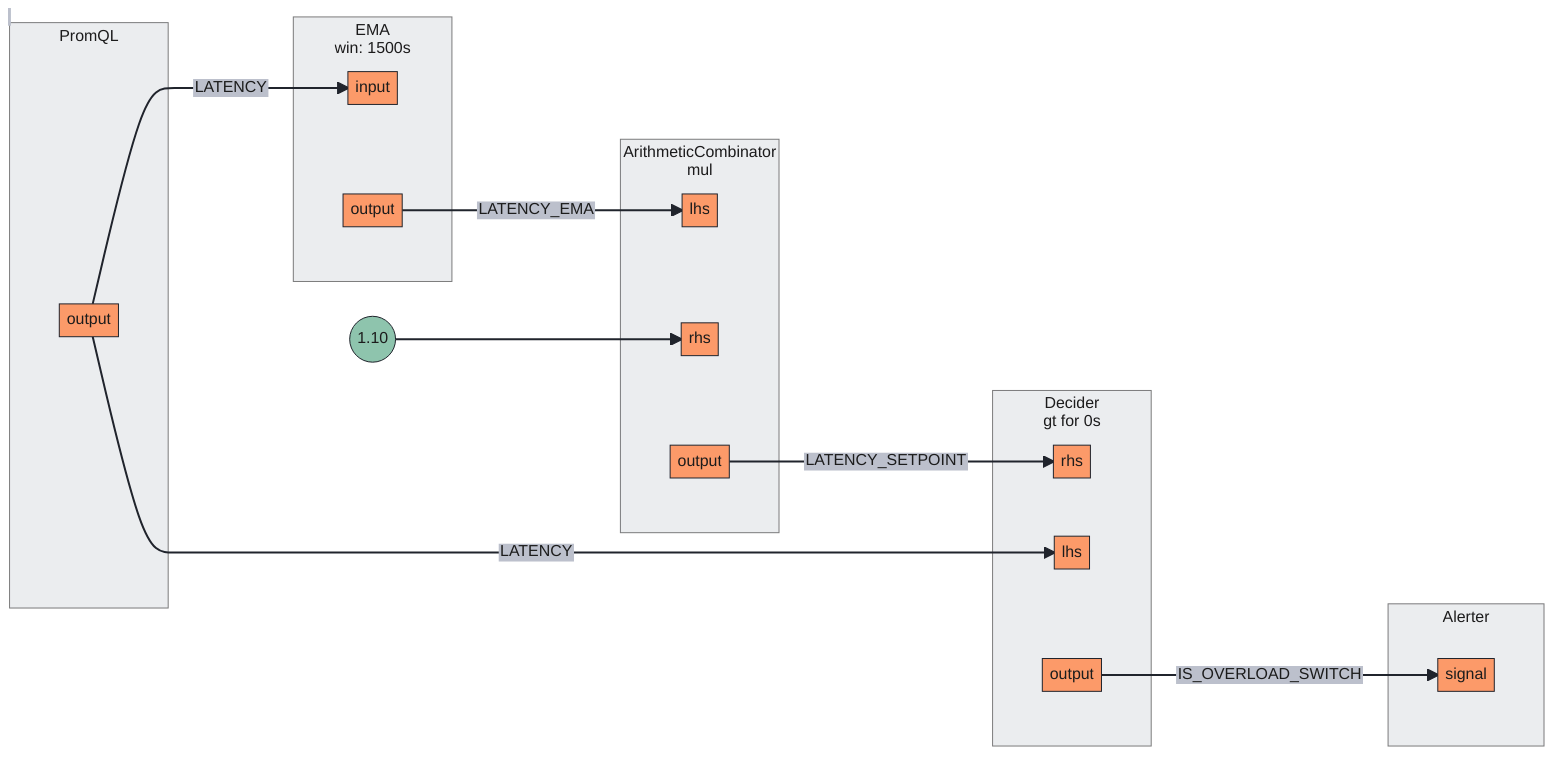 PromQL
output
LATENCY
EMA
win: 1500s
input
output
LATENCY_EMA
1.10
ArithmeticCombinator
mul
lhs
rhs
output
LATENCY_SETPOINT
LATENCY
Decider
gt for 0s
rhs
lhs
output
IS_OVERLOAD_SWITCH
Alerter
signal